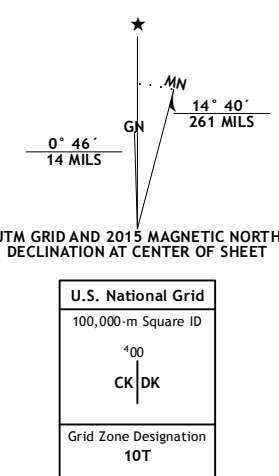 ★
MN
GN
14° 40´
261 MILS
0° 46´
14 MILS
UTM GRID AND 2015 MAGNETIC NORTH
DECLINATION AT CENTER OF SHEET
U.S. National Grid
100,000-m Square ID
⁴00
CK DK
Grid Zone Designation
10T